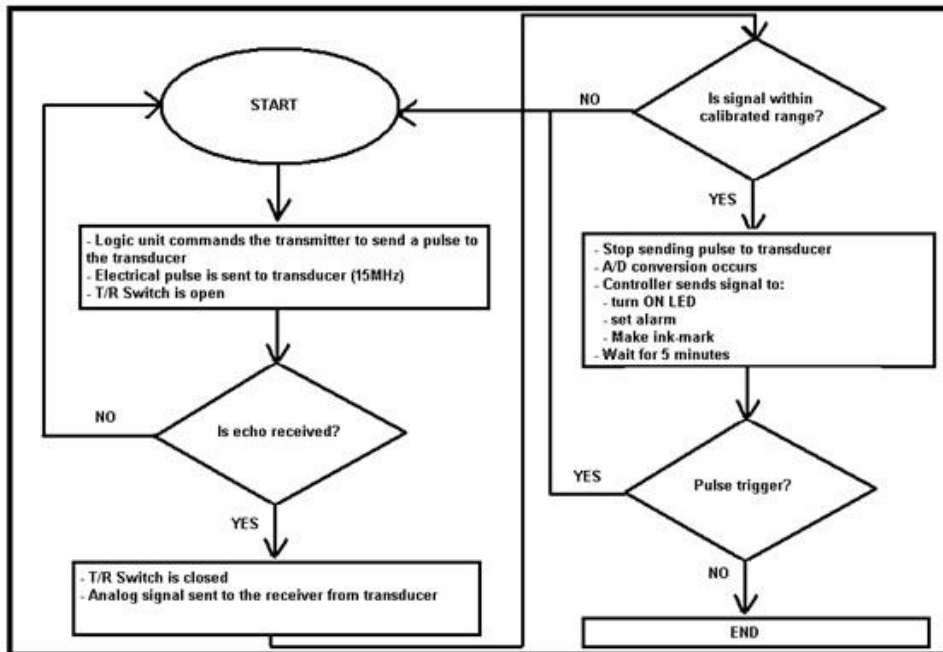 START
- Logic unit commands the transmitter to send a pulse to
the transducer
- Electrical pulse is sent to transducer (15MHz)
- T/R Switch is open
NO
Is echo received?
YES
- T/R Switch is closed
- Analog signal sent to the receiver from transducer
NO
Is signal within
calibrated range?
YES
- Stop sending pulse to transducer
- A/D conversion occurs
- Controller sends signal to:
- turn ON LED
- set alarm
- Make ink-mark
- Wait for 5 minutes
YES
Pulse trigger?
NO
END